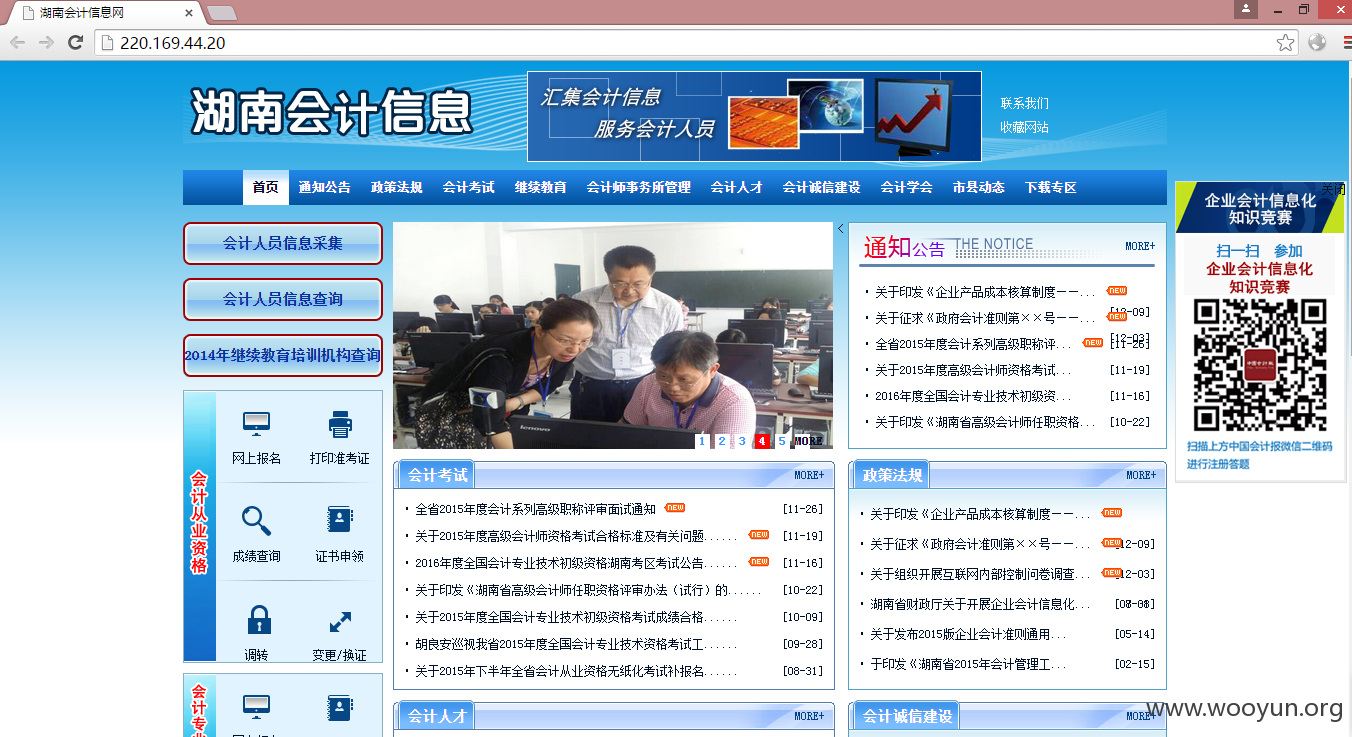 湖南会计信息网
220.169.44.20
湖南会计信息
汇集会计信息
服务会计人员
联系我们
收藏网站
首页 通知公告 政策法规 会计考试 继续教育 会计师事务所管理 会计人才 会计诚信建设 会计学会 市县动态 下载专区
会计人员信息采集
会计人员信息查询
2014年继续教育培训机构查询
会计从业资格
网上报名 打印准考证
成绩查询 证书申领
调转 变更/换证
lenovo
1 2 3 4 5 MORE
通知公告 THE NOTICE MORE+
关于印发《企业产品成本核算制度——... NEW
[12-09]
关于征求《政府会计准则第××号——... NEW
[12-03]
全省2015年度会计系列高级职称评... NEW [11-26]
关于2015年度高级会计师资格考试... [11-19]
2016年度全国会计专业技术初级资... [11-16]
关于印发《湖南省高级会计师任职资格... [10-22]
关闭
企业会计信息化
知识竞赛
扫一扫 参加
企业会计信息化
知识竞赛
扫描上方中国会计报微信二维码
进行注册答题
会计考试 MORE+
全省2015年度会计系列高级职称评审面试通知 NEW [11-26]
关于2015年度高级会计师资格考试合格标准及有关问题...... NEW [11-19]
2016年度全国会计专业技术初级资格湖南考区考试公告...... NEW [11-16]
关于印发《湖南省高级会计师任职资格评审办法（试行）的...... [10-22]
关于2015年度全国会计专业技术初级资格考试成绩合格...... [10-09]
胡良安巡视我省2015年度全国会计专业技术资格考试工...... [09-28]
关于2015年下半年全省会计从业资格无纸化考试补报名...... [08-31]
政策法规 MORE+
关于印发《企业产品成本核算制度——... NEW
关于征求《政府会计准则第××号——... NEW [12-09]
关于组织开展互联网内部控制问卷调查... NEW [12-03]
湖南省财政厅关于开展企业会计信息化...
关于发布2015版企业会计准则通用... [05-14]
于印发《湖南省2015年会计管理工... [02-15]
会计人才 MORE+
会计诚信建设 MORE+
www.wooyun.org